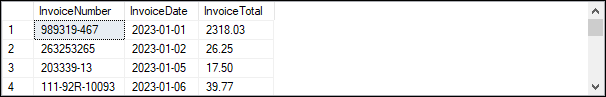 InvoiceNumber InvoiceDate InvoiceTotal
1 989319-467 2023-01-01 2318.03
2 263253265 2023-01-02 26.25
3 203339-13 2023-01-05 17.50
4 111-92R-10093 2023-01-06 39.77